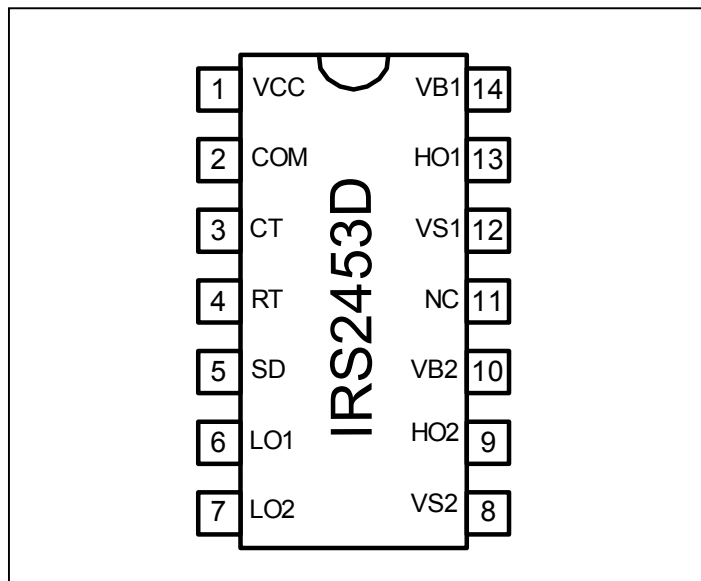 1 VCC VB1 14
2 COM HO1 13
3 CT VS1 12
4 RT NC 11
5 SD VB2 10
6 LO1 HO2 9
7 LO2 VS2 8
IRS2453D